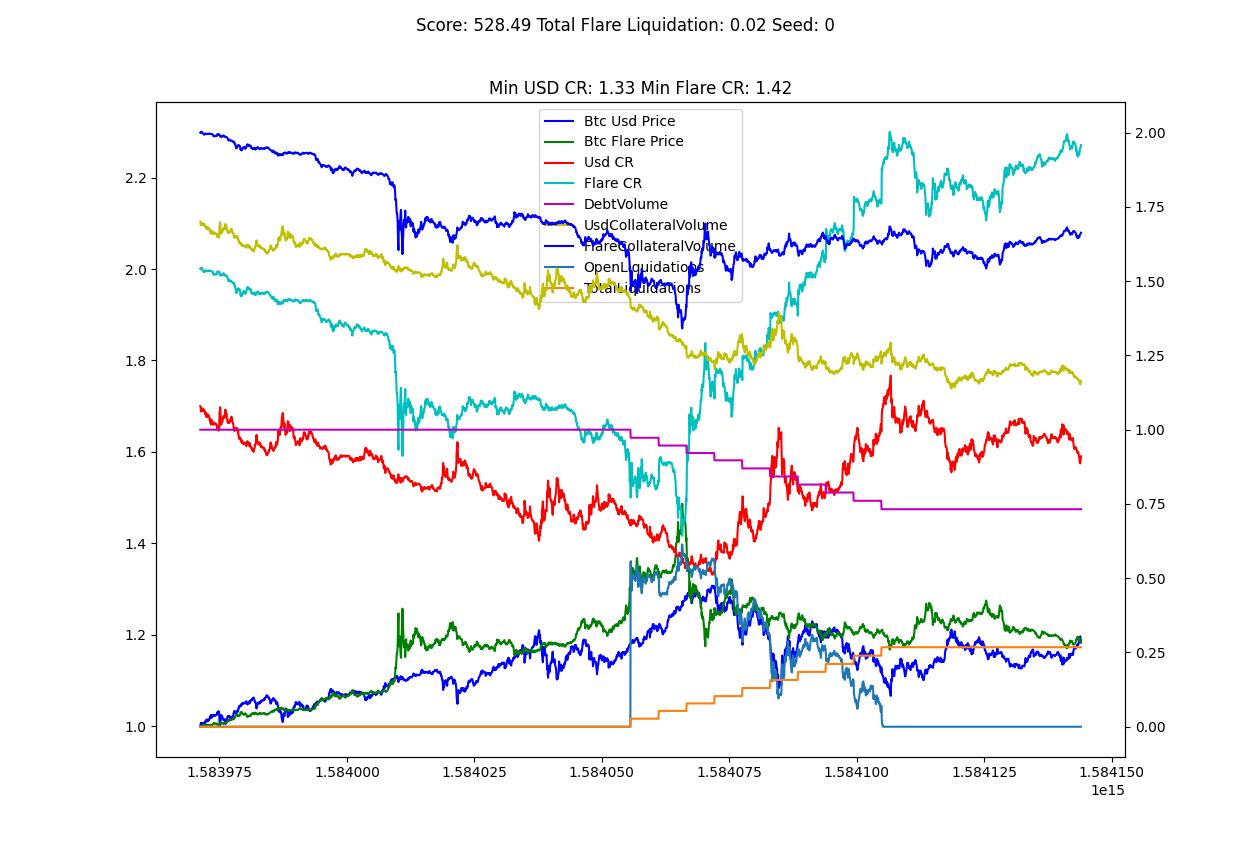 Score: 528.49 Total Flare Liquidation: 0.02 Seed: 0
Min USD CR: 1.33 Min Flare CR: 1.42
Btc Usd Price
Btc Flare Price
Usd CR
Flare CR
DebtVolume
UsdCollateralVolume
FlareCollateralVolume
OpenLiquidations
TotalLiquidations
2.2
2.0
1.8
1.6
1.4
1.2
1.0
2.00
1.75
1.50
1.25
1.00
0.75
0.50
0.25
0.00
1.583975 1.584000 1.584025 1.584050 1.584075 1.584100 1.584125 1.584150
1e15